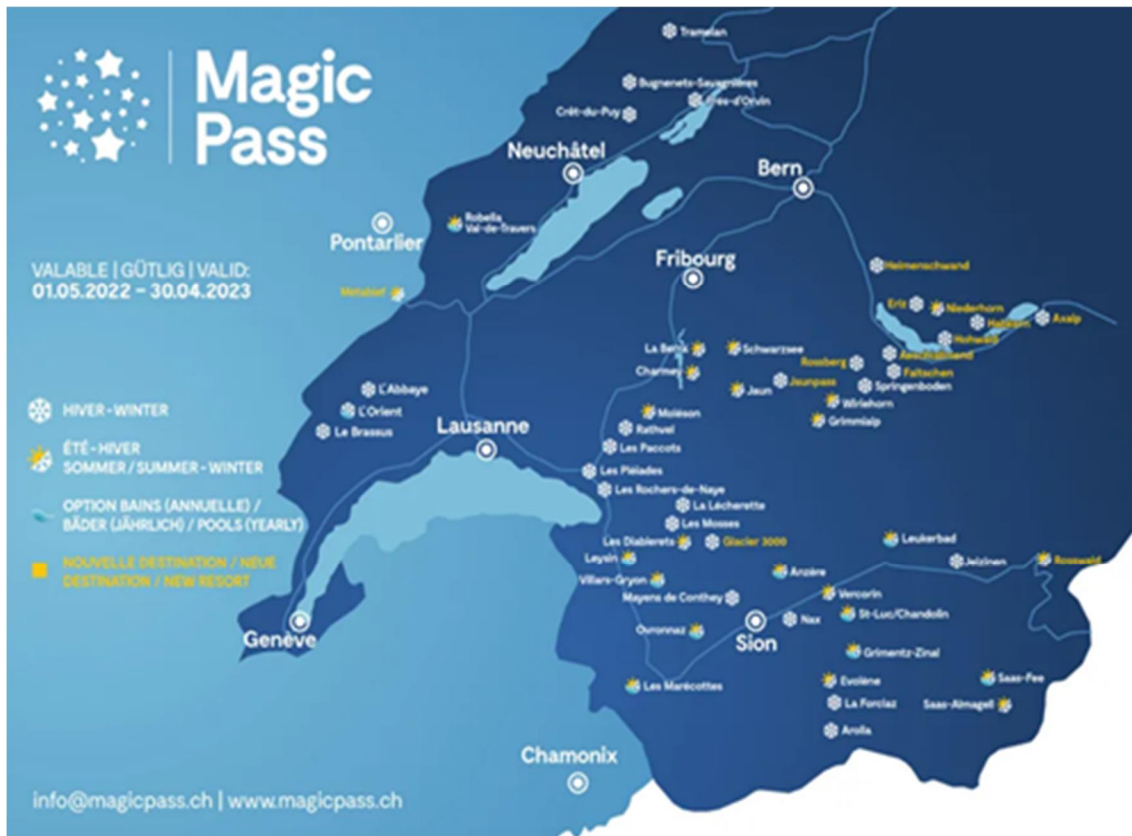 Magic
Pass
VALABLE | GÜTLIG | VALID:
01.05.2022 – 30.04.2023
HIVER - WINTER
ÉTÉ - HIVER
SOMMER / SUMMER - WINTER
OPTION BAINS (ANNUELLE) /
BÄDER (JÄHRLICH) / POOLS (YEARLY)
NOUVELLE DESTINATION / NEUE
DESTINATION / NEW RESORT
Tramelan
Bugnenets-Savagnières
Prés-d'Orvin
Crêt-du-Puy
Neuchâtel
Bern
Robella
Val-de-Travers
Pontarlier
Fribourg
Heimenschwand
Metabief
Eriz
Niederhorn
Habkern
Axalp
Hohwald
La Berra
Schwarzsee
Aeschiallmend
Rossberg
Faltschen
Charmey
Jaunpass
Springenboden
L'Abbaye
Jaun
Wiriehorn
L'Orient
Moléson
Grimmialp
Le Brassus
Rathvel
Lausanne
Les Paccots
Les Pléiades
Les Rochers-de-Naye
La Lécherette
Les Mosses
Les Diablerets
Glacier 3000
Leukerbad
Leysin
Jeizinen
Rosswald
Villars-Gryon
Anzère
Mayens de Conthey
Vercorin
St-Luc/Chandolin
Nax
Genève
Ovronnaz
Sion
Grimentz-Zinal
Les Marécottes
Evolène
Saas-Fee
La Forclaz
Saas-Almagell
Arolla
Chamonix
info@magicpass.ch | www.magicpass.ch